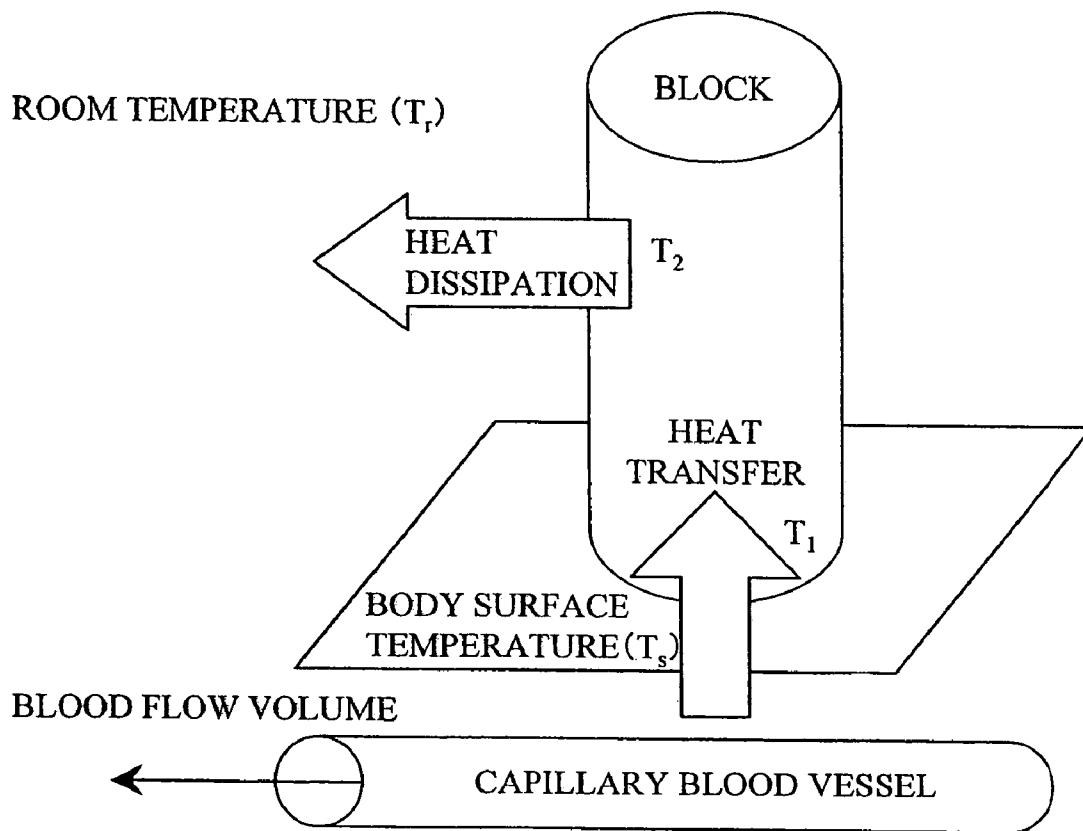 BLOCK
ROOM TEMPERATURE (Tr)
HEAT
DISSIPATION
T2
HEAT
TRANSFER
T1
BODY SURFACE
TEMPERATURE(Ts)
BLOOD FLOW VOLUME
CAPILLARY BLOOD VESSEL